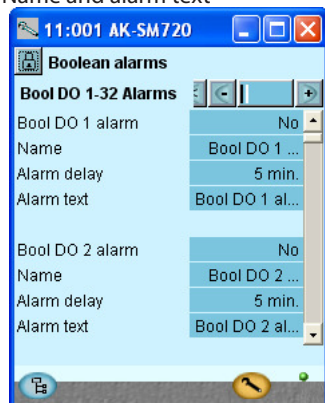 Name and alarm text
11:001 AK-SM720
Boolean alarms
Bool DO 1-32 Alarms
Bool DO 1 alarm No
Name Bool DO 1 ...
Alarm delay 5 min.
Alarm text Bool DO 1 al...
Bool DO 2 alarm No
Name Bool DO 2 ...
Alarm delay 5 min.
Alarm text Bool DO 2 al...